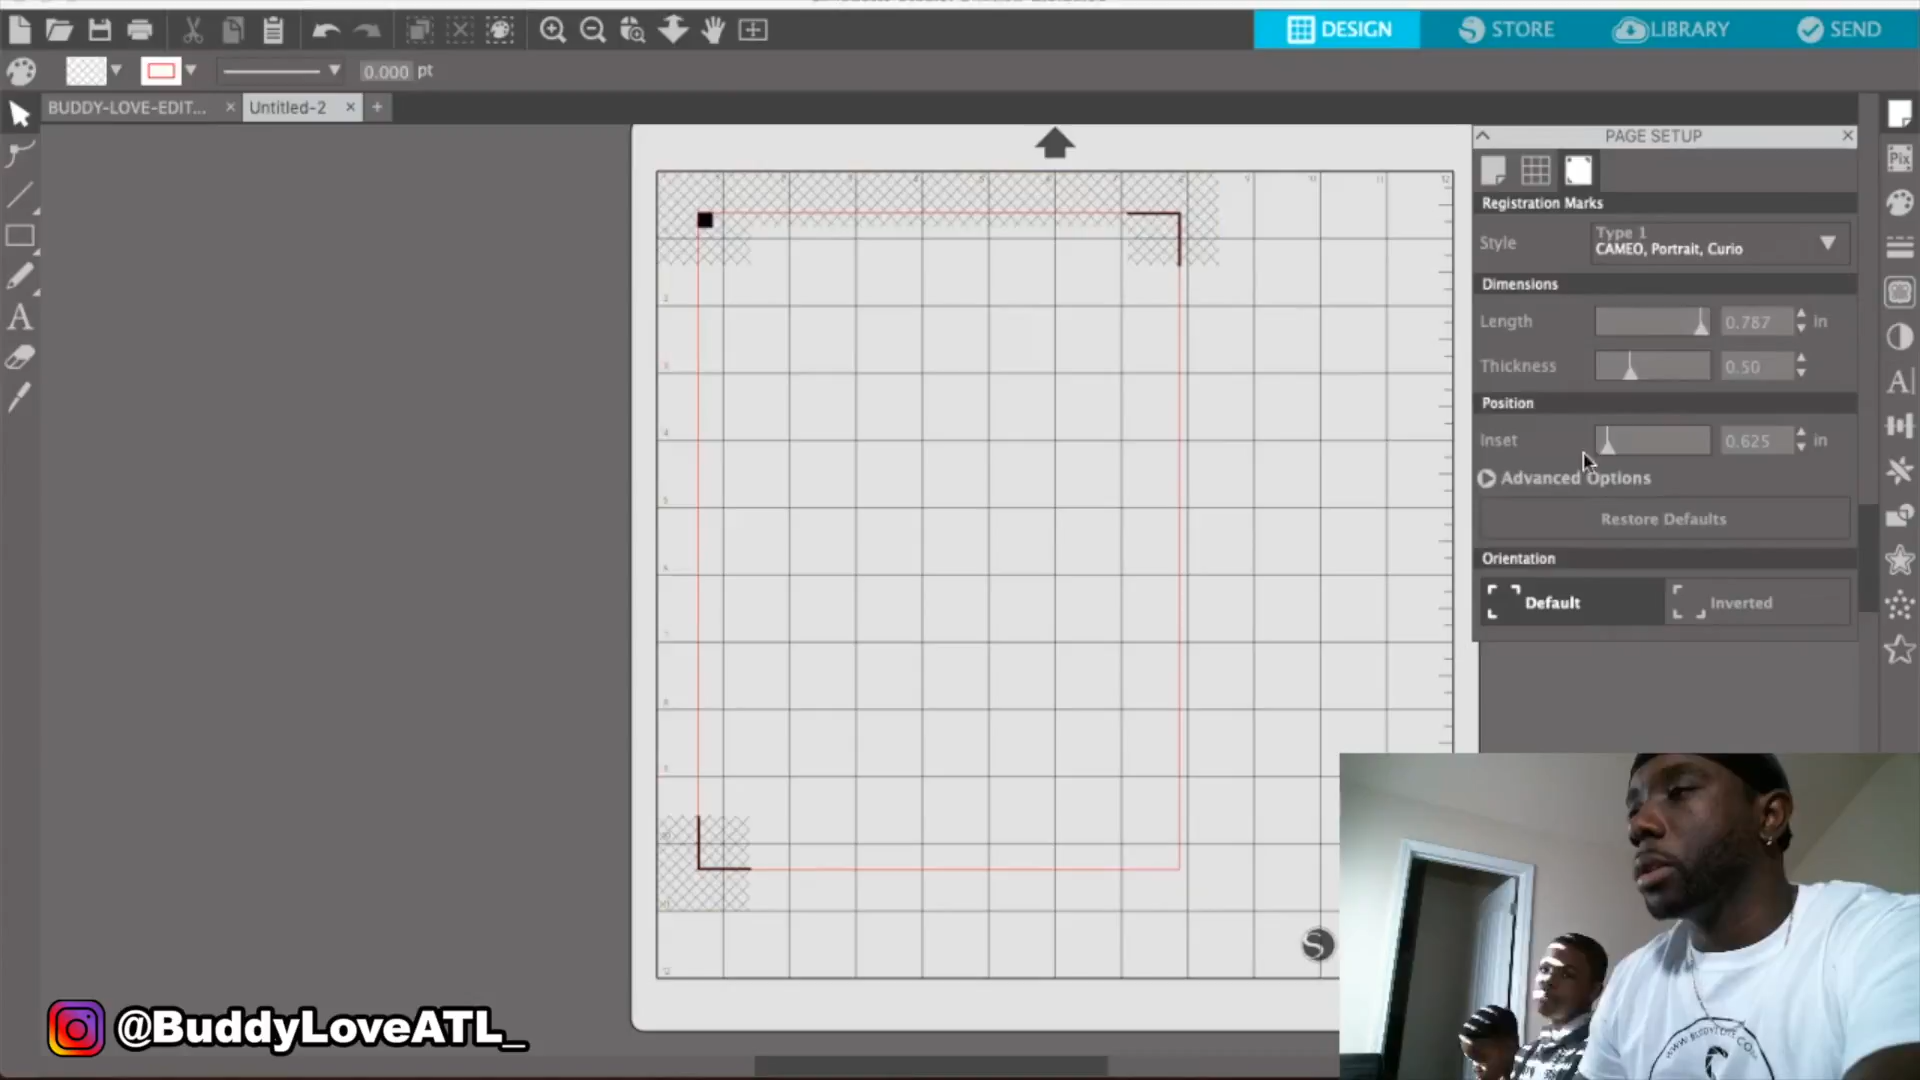 DESIGN
STORE
LIBRARY
SEND
0.000 pt
BUDDY-LOVE-EDIT...
Untitled-2
PAGE SETUP
Registration Marks
Style
Type 1
CAMEO, Portrait, Curio
Dimensions
Length
0.787
in
Thickness
0.50
Position
Inset
0.625
in
Advanced Options
Restore Defaults
Orientation
Default
Inverted
Pix
@BuddyLoveATL_